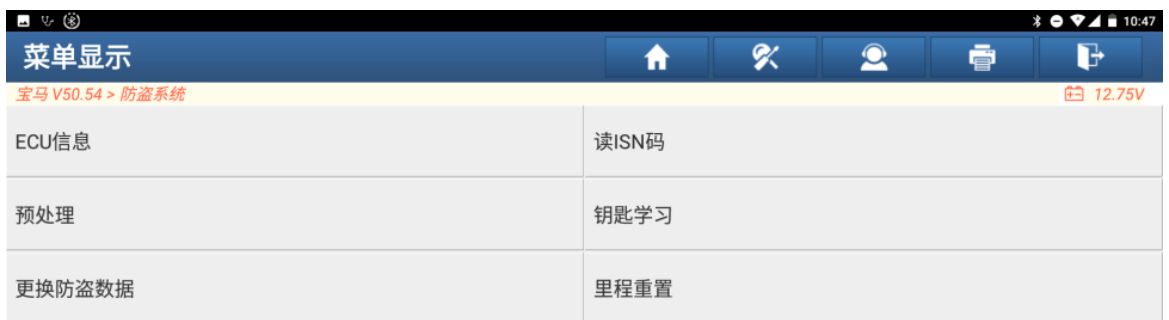 10:47
菜单显示
宝马 V50.54 > 防盗系统 12.75V
ECU信息 读ISN码
预处理 钥匙学习
更换防盗数据 里程重置